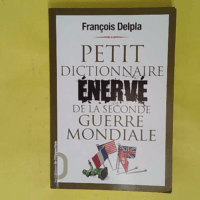 François Delpla
PETIT
DICTIONNAIRE
ÉNERVÉ
DE LA SECONDE
GUERRE
MONDIALE